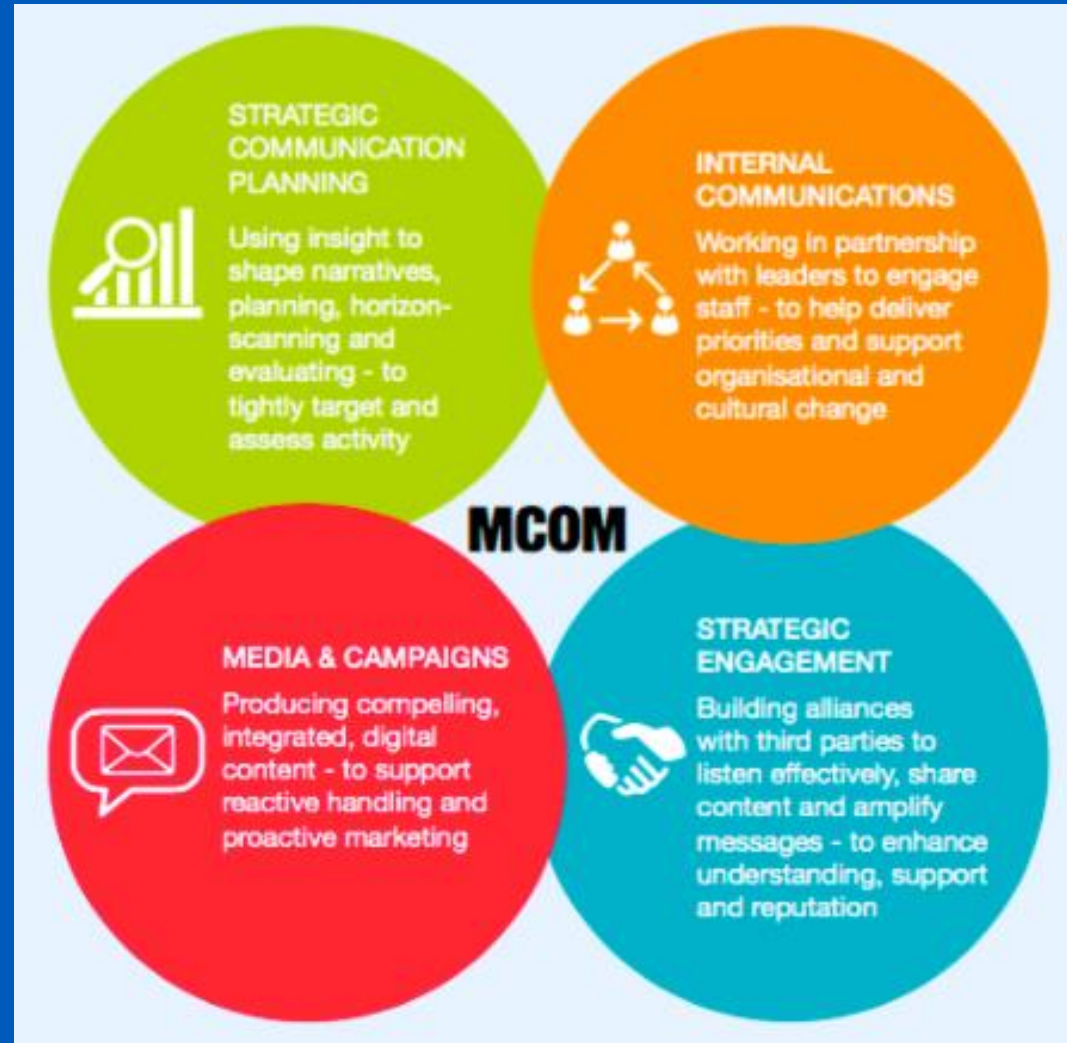 STRATEGIC
COMMUNICATION
PLANNING
Using insight to
shape narratives,
planning, horizon-
scanning and
evaluating - to
tightly target and
assess activity
INTERNAL
COMMUNICATIONS
Working in partnership
with leaders to engage
staff - to help deliver
priorities and support
organisational and
cultural change
MCOM
MEDIA & CAMPAIGNS
Producing compelling,
integrated, digital
content - to support
reactive handling and
proactive marketing
STRATEGIC
ENGAGEMENT
Building alliances
with third parties to
listen effectively, share
content and amplify
messages - to enhance
understanding, support
and reputation